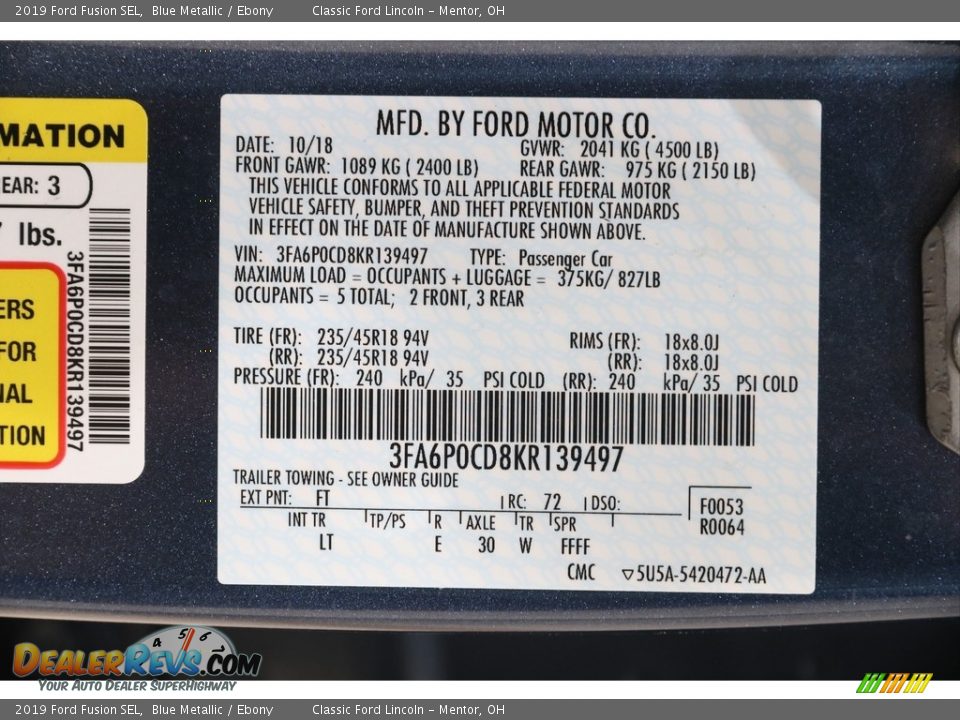 2019 Ford Fusion SEL,  Blue Metallic / Ebony        Classic Ford Lincoln – Mentor, OH
MATION
EAR: 3
lbs.
ERS
FOR
NAL
TION
3FA6P0CD8KR139497
MFD. BY FORD MOTOR CO.
DATE: 10/18 GVWR: 2041 KG ( 4500 LB)
FRONT GAWR: 1089 KG ( 2400 LB) REAR GAWR: 975 KG ( 2150 LB)
THIS VEHICLE CONFORMS TO ALL APPLICABLE FEDERAL MOTOR
VEHICLE SAFETY, BUMPER, AND THEFT PREVENTION STANDARDS
IN EFFECT ON THE DATE OF MANUFACTURE SHOWN ABOVE.
VIN: 3FA6P0CD8KR139497 TYPE: Passenger Car
MAXIMUM LOAD = OCCUPANTS + LUGGAGE = 375KG/ 827LB
OCCUPANTS = 5 TOTAL; 2 FRONT, 3 REAR
TIRE (FR): 235/45R18 94V RIMS (FR): 18x8.0J
(RR): 235/45R18 94V (RR): 18x8.0J
PRESSURE (FR): 240 kPa/ 35 PSI COLD (RR): 240 kPa/ 35 PSI COLD
3FA6P0CD8KR139497
TRAILER TOWING - SEE OWNER GUIDE
EXT PNT: FT RC: 72 DSO: F0053
R0064
INT TR TP/PS R AXLE TR SPR
LT E 30 W FFFF
CMC ▽5U5A-5420472-AA
4 5 6
DealerRevs.com
Your Auto Dealer SuperHighway
2019 Ford Fusion SEL,  Blue Metallic / Ebony        Classic Ford Lincoln – Mentor, OH